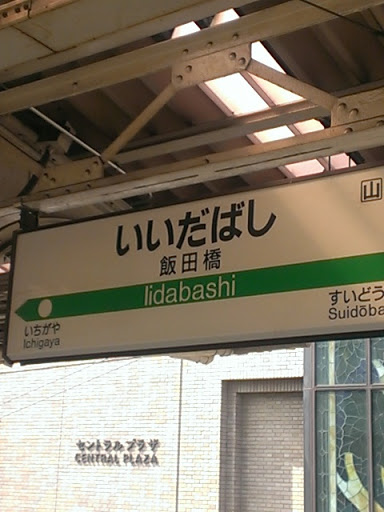 山
いいだばし
飯田橋
Iidabashi
いちがや
Ichigaya
すいどう
Suidōba
セントラルプラザ
CENTRAL PLAZA